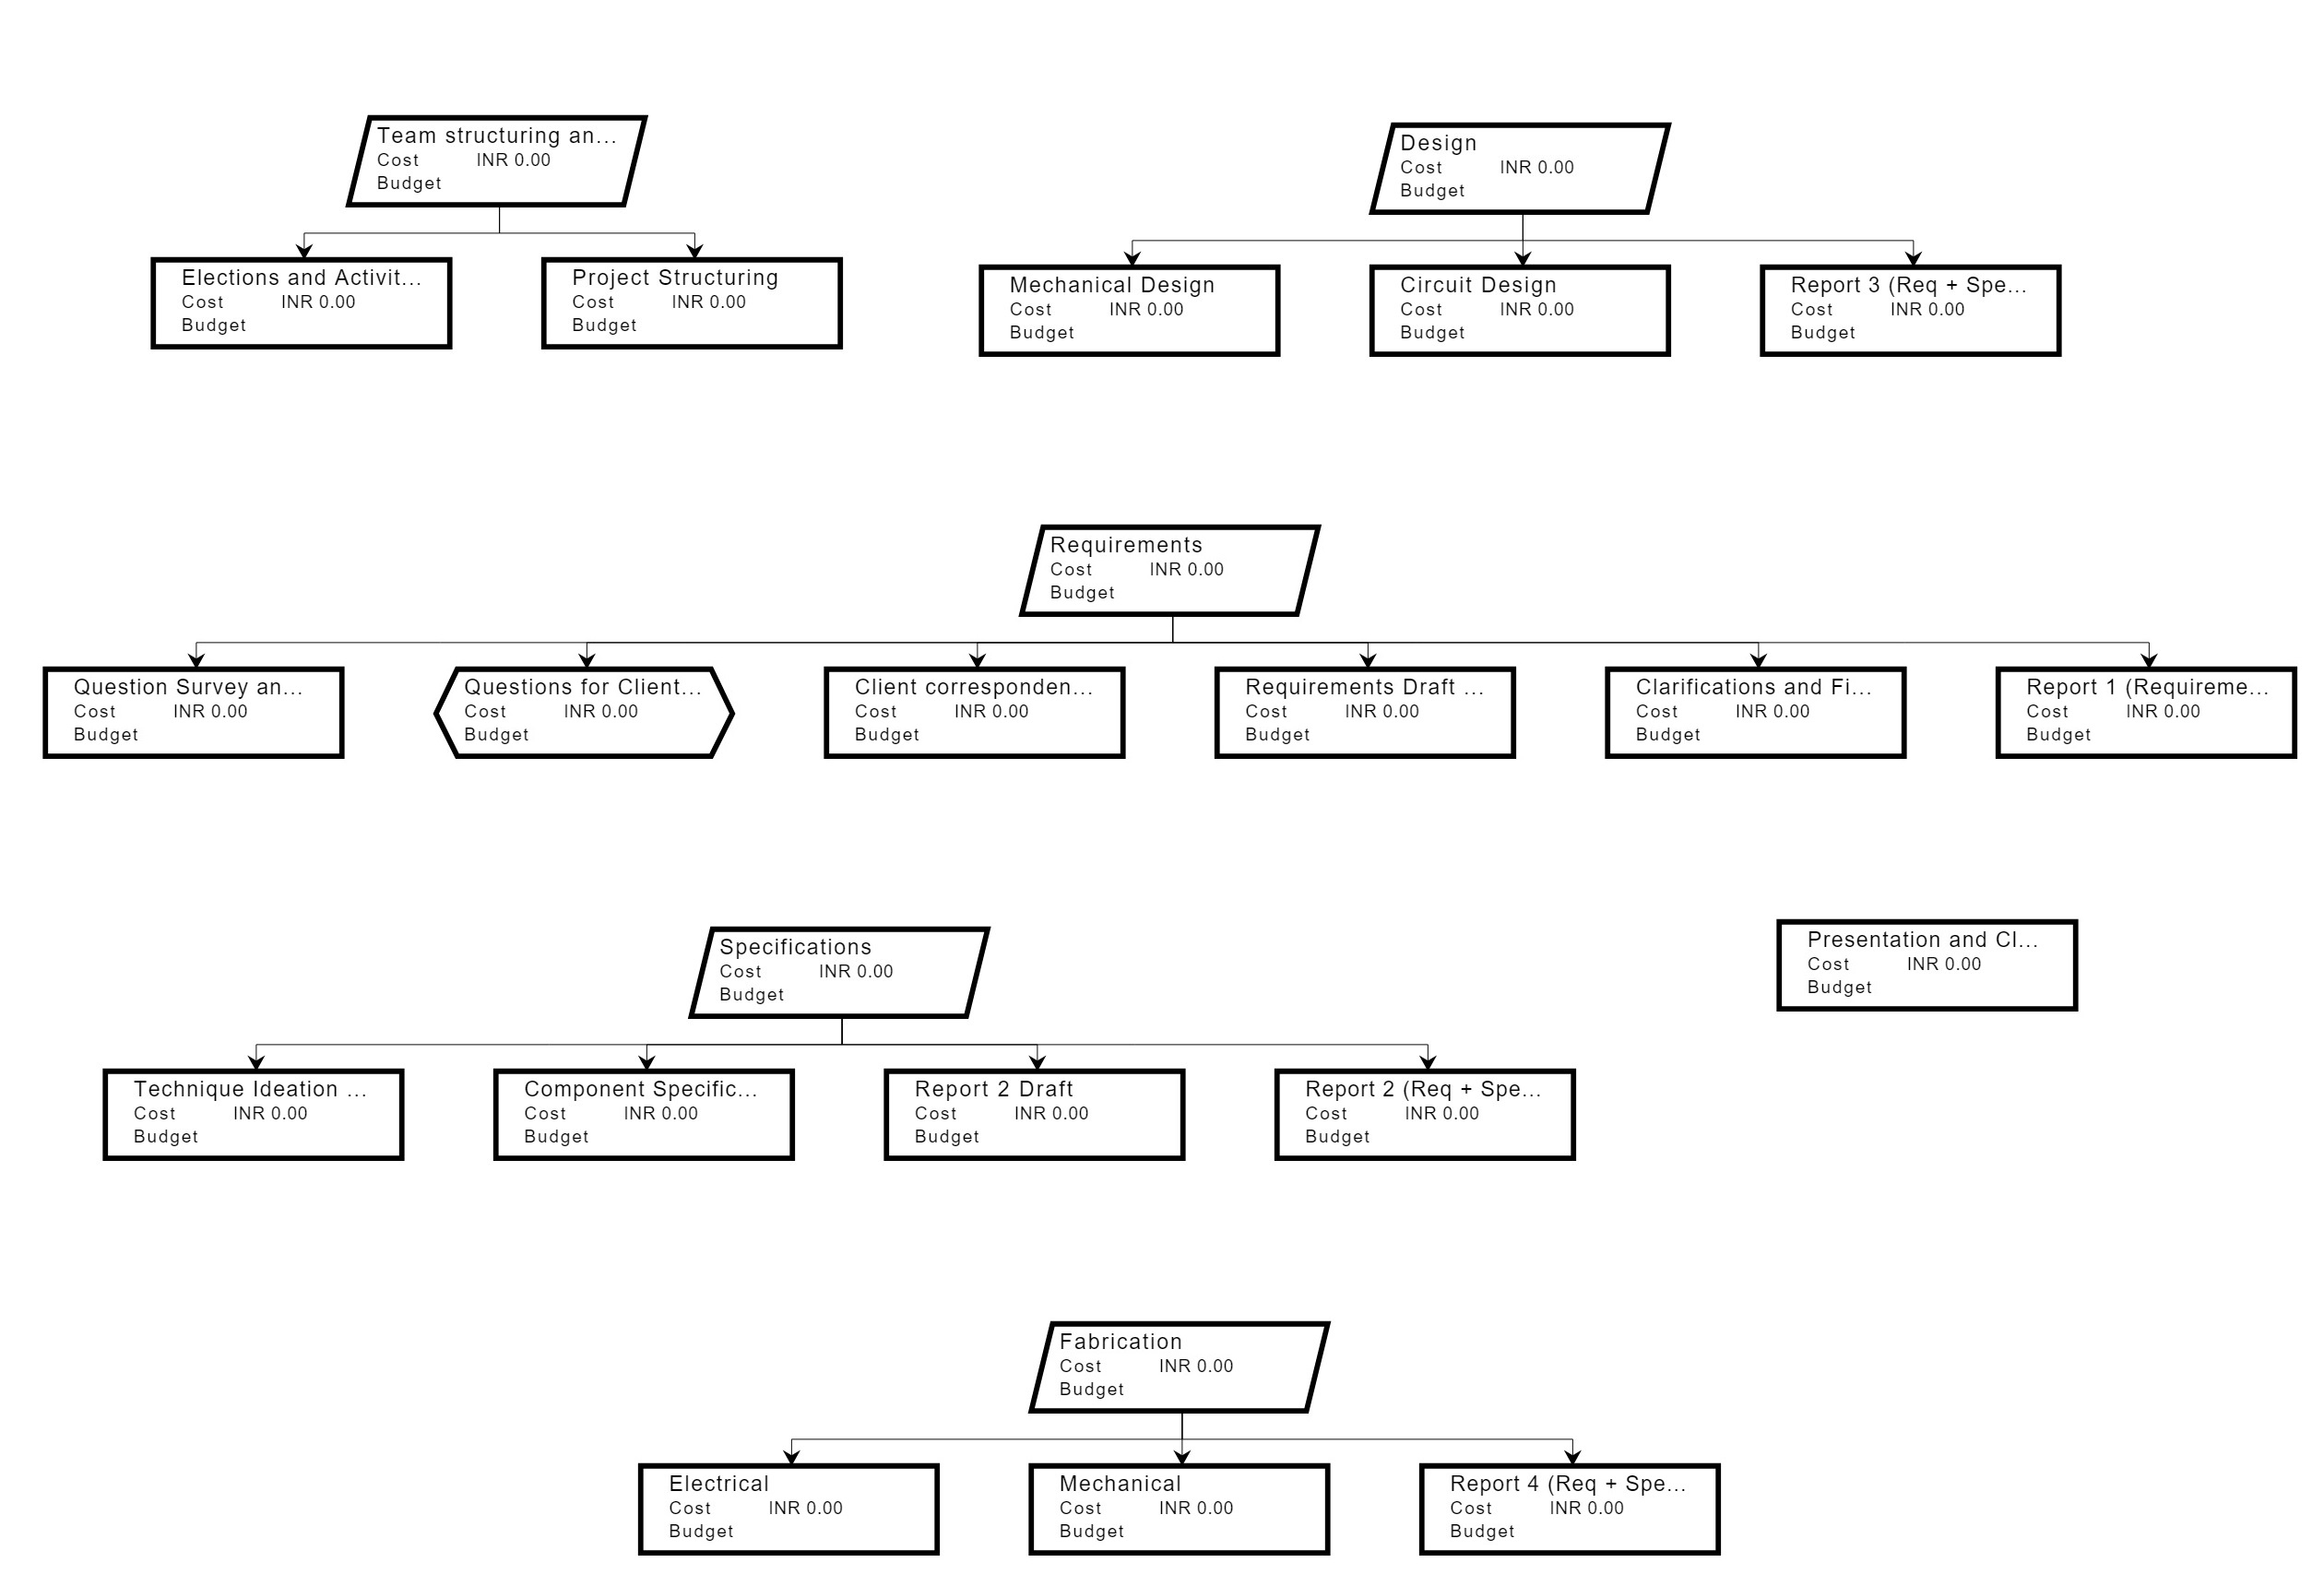 Team structuring an...
Cost INR 0.00
Budget
Design
Cost INR 0.00
Budget
Elections and Activit...
Cost INR 0.00
Budget
Project Structuring
Cost INR 0.00
Budget
Mechanical Design
Cost INR 0.00
Budget
Circuit Design
Cost INR 0.00
Budget
Report 3 (Req + Spe...
Cost INR 0.00
Budget
Requirements
Cost INR 0.00
Budget
Question Survey an...
Cost INR 0.00
Budget
Questions for Client...
Cost INR 0.00
Budget
Client corresponden...
Cost INR 0.00
Budget
Requirements Draft ...
Cost INR 0.00
Budget
Clarifications and Fi...
Cost INR 0.00
Budget
Report 1 (Requireme...
Cost INR 0.00
Budget
Specifications
Cost INR 0.00
Budget
Presentation and Cl...
Cost INR 0.00
Budget
Technique Ideation ...
Cost INR 0.00
Budget
Component Specific...
Cost INR 0.00
Budget
Report 2 Draft
Cost INR 0.00
Budget
Report 2 (Req + Spe...
Cost INR 0.00
Budget
Fabrication
Cost INR 0.00
Budget
Electrical
Cost INR 0.00
Budget
Mechanical
Cost INR 0.00
Budget
Report 4 (Req + Spe...
Cost INR 0.00
Budget